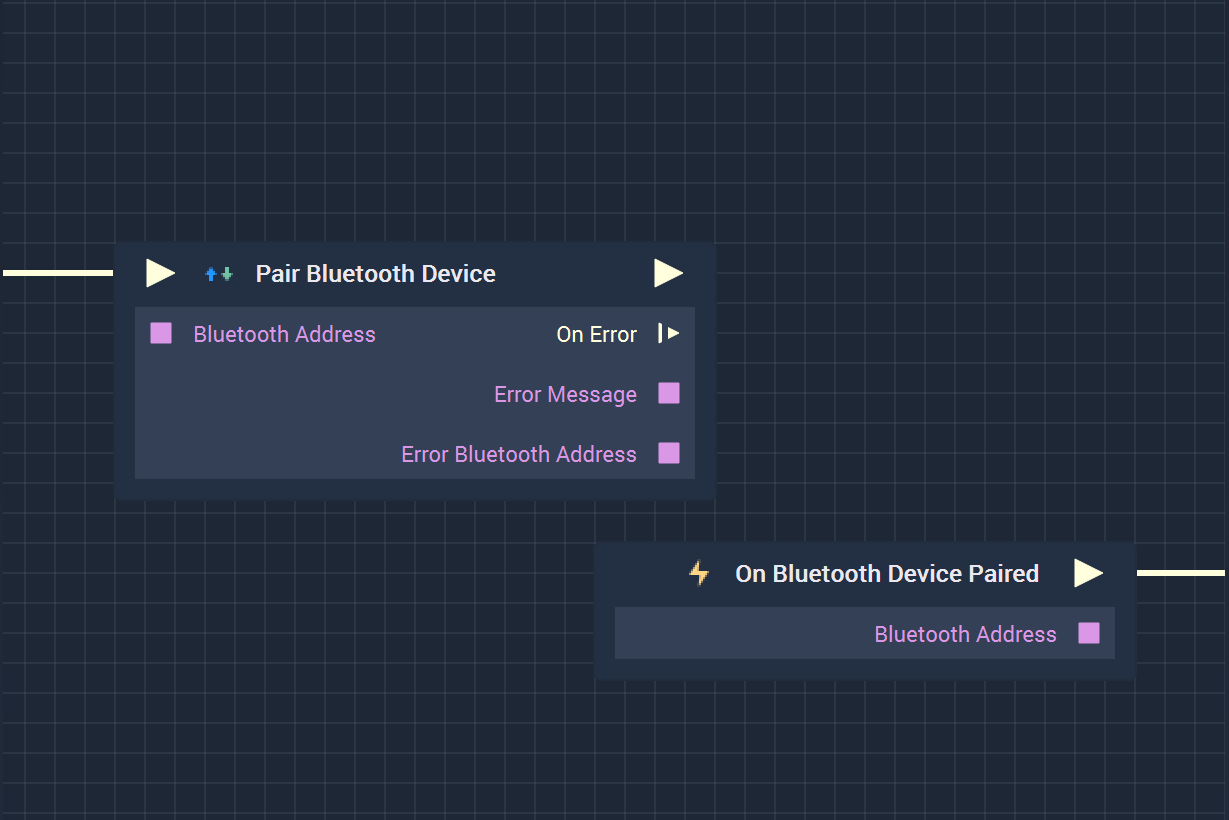 Pair Bluetooth Device
Bluetooth Address
On Error
Error Message
Error Bluetooth Address
On Bluetooth Device Paired
Bluetooth Address